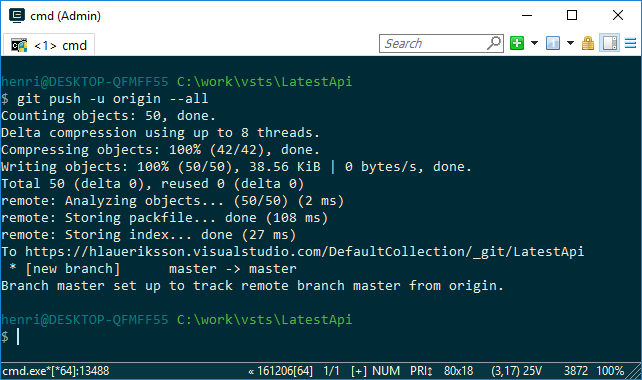 cmd (Admin)
<1> cmd
Search
henri@DESKTOP-QFMFF55 C:\work\vsts\LatestApi
$ git push -u origin --all
Counting objects: 50, done.
Delta compression using up to 8 threads.
Compressing objects: 100% (42/42), done.
Writing objects: 100% (50/50), 38.56 KiB | 0 bytes/s, done.
Total 50 (delta 0), reused 0 (delta 0)
remote: Analyzing objects... (50/50) (2 ms)
remote: Storing packfile... done (108 ms)
remote: Storing index... done (27 ms)
To https://hlaueriksson.visualstudio.com/DefaultCollection/_git/LatestApi
 * [new branch]      master -> master
Branch master set up to track remote branch master from origin.
henri@DESKTOP-QFMFF55 C:\work\vsts\LatestApi
$
cmd.exe*[*64]:13488 « 161206[64] 1/1 [+] NUM PRI↕ 80x18 (3,17) 25V 3872 100%